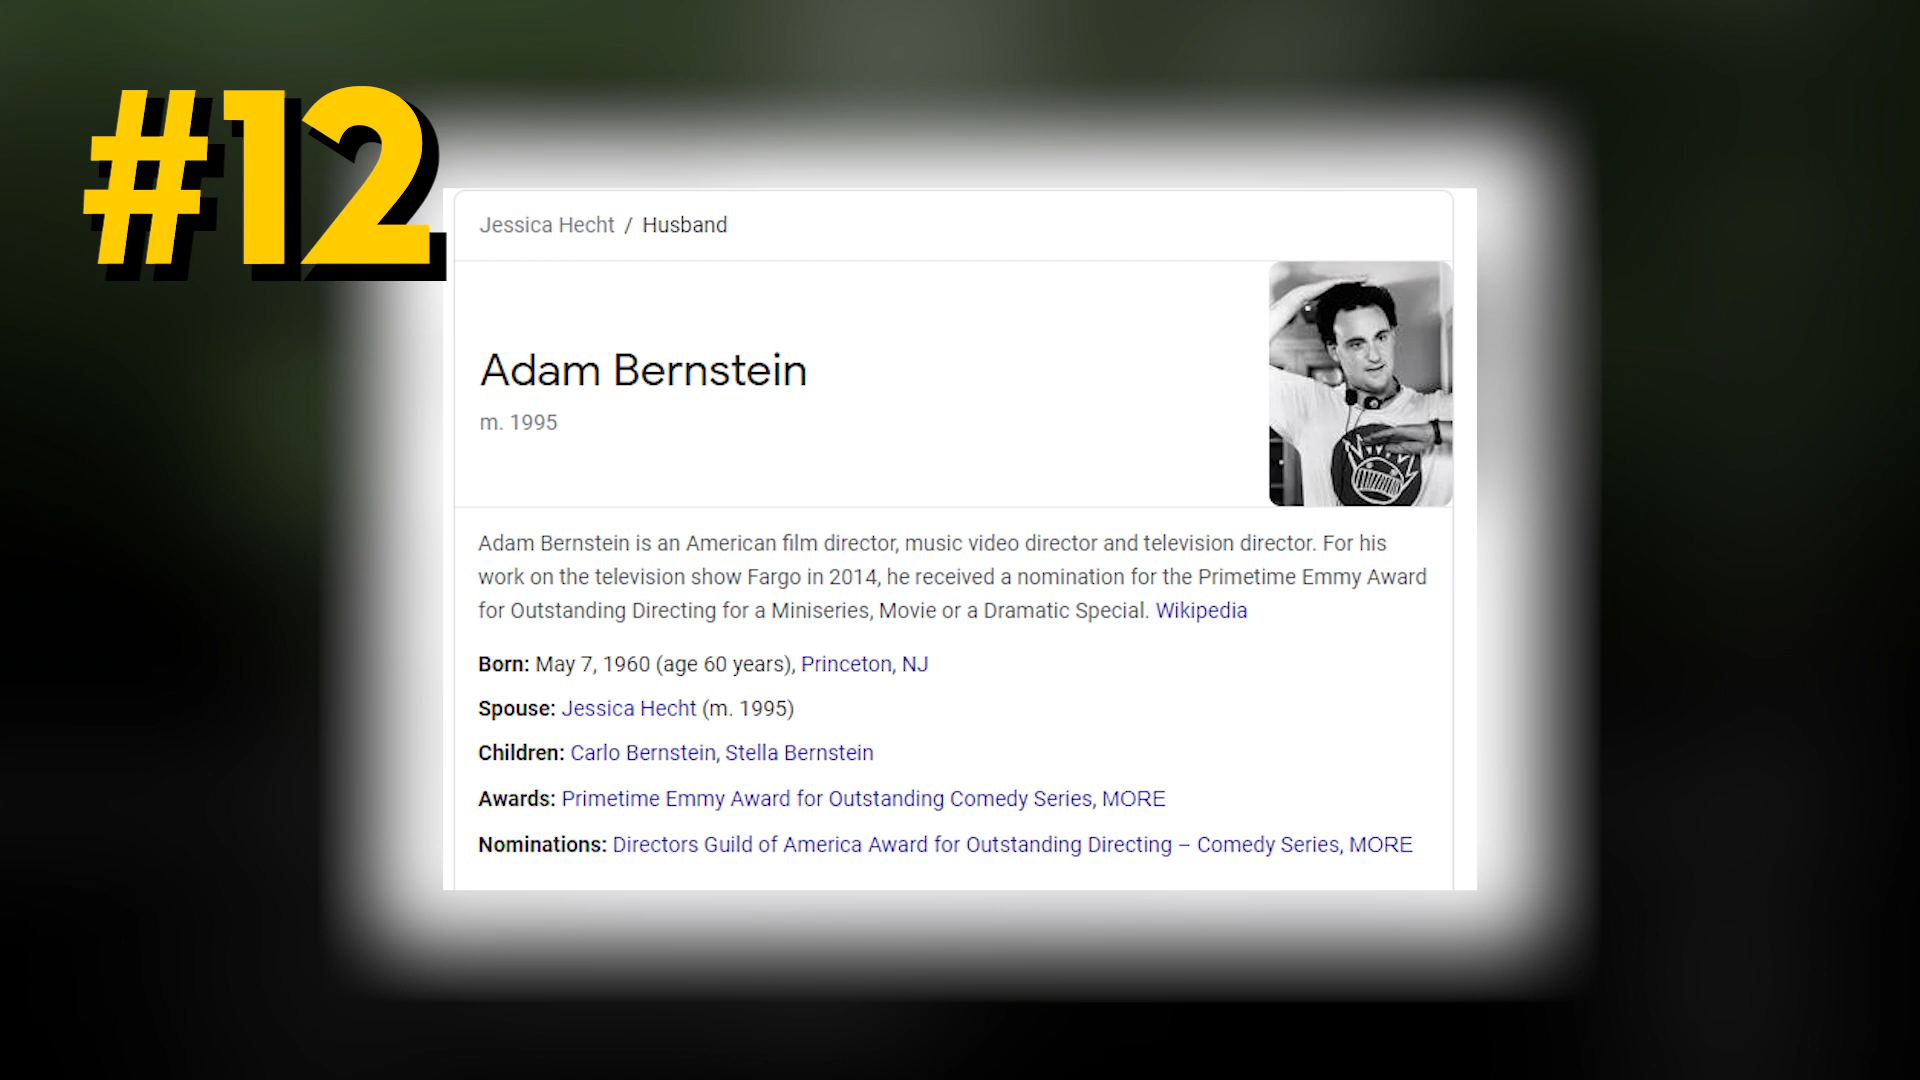 #12
Jessica Hecht / Husband
Adam Bernstein
m. 1995
Adam Bernstein is an American film director, music video director and television director. For his
work on the television show Fargo in 2014, he received a nomination for the Primetime Emmy Award
for Outstanding Directing for a Miniseries, Movie or a Dramatic Special. Wikipedia
Born: May 7, 1960 (age 60 years), Princeton, NJ
Spouse: Jessica Hecht (m. 1995)
Children: Carlo Bernstein, Stella Bernstein
Awards: Primetime Emmy Award for Outstanding Comedy Series, MORE
Nominations: Directors Guild of America Award for Outstanding Directing – Comedy Series, MORE